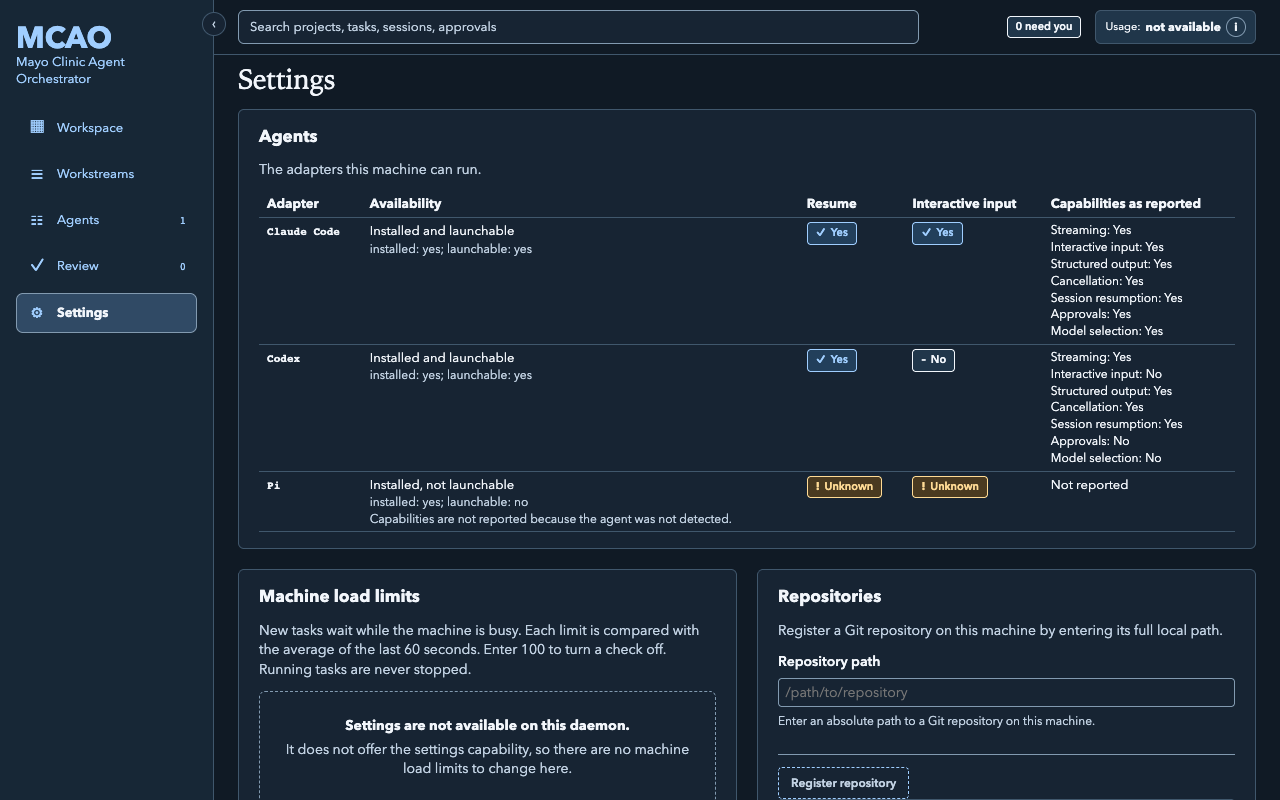 MCAO
Mayo Clinic Agent
Orchestrator
Workspace
Workstreams
Agents 1
Review 0
Settings
Search projects, tasks, sessions, approvals
0 need you
Usage: not available i
Settings
Agents
The adapters this machine can run.
Adapter Availability Resume Interactive input Capabilities as reported
Claude Code Installed and launchable ✓ Yes ✓ Yes Streaming: Yes
installed: yes; launchable: yes Interactive input: Yes
Structured output: Yes
Cancellation: Yes
Session resumption: Yes
Approvals: Yes
Model selection: Yes
Codex Installed and launchable ✓ Yes - No Streaming: Yes
installed: yes; launchable: yes Interactive input: No
Structured output: Yes
Cancellation: Yes
Session resumption: Yes
Approvals: No
Model selection: No
Pi Installed, not launchable ! Unknown ! Unknown Not reported
installed: yes; launchable: no
Capabilities are not reported because the agent was not detected.
Machine load limits
New tasks wait while the machine is busy. Each limit is compared with
the average of the last 60 seconds. Enter 100 to turn a check off.
Running tasks are never stopped.
Settings are not available on this daemon.
It does not offer the settings capability, so there are no machine
load limits to change here.
Repositories
Register a Git repository on this machine by entering its full local path.
Repository path
/path/to/repository
Enter an absolute path to a Git repository on this machine.
Register repository